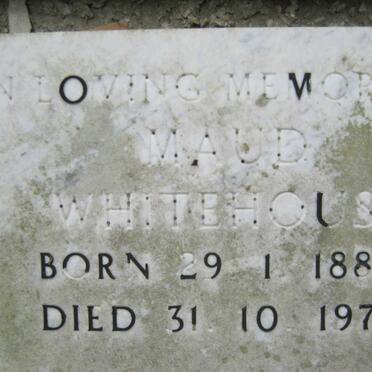 N LOVING MEMOR
MAUD
WHITEHOUS
BORN 29 1 188
DIED 31. 10. 197